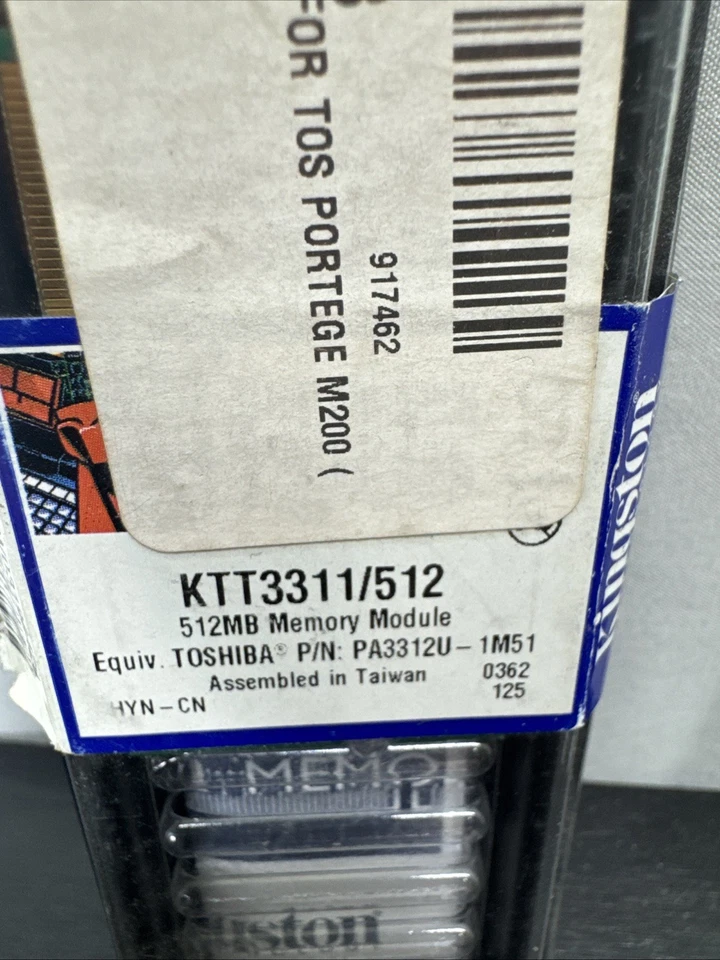 FOR TOS PORTEGE M200 (
917462
Kingston
KTT3311/512
512MB Memory Module
Equiv. TOSHIBA® P/N: PA3312U-1M51
Assembled in Taiwan 0362
HYN-CN 125
MEMO